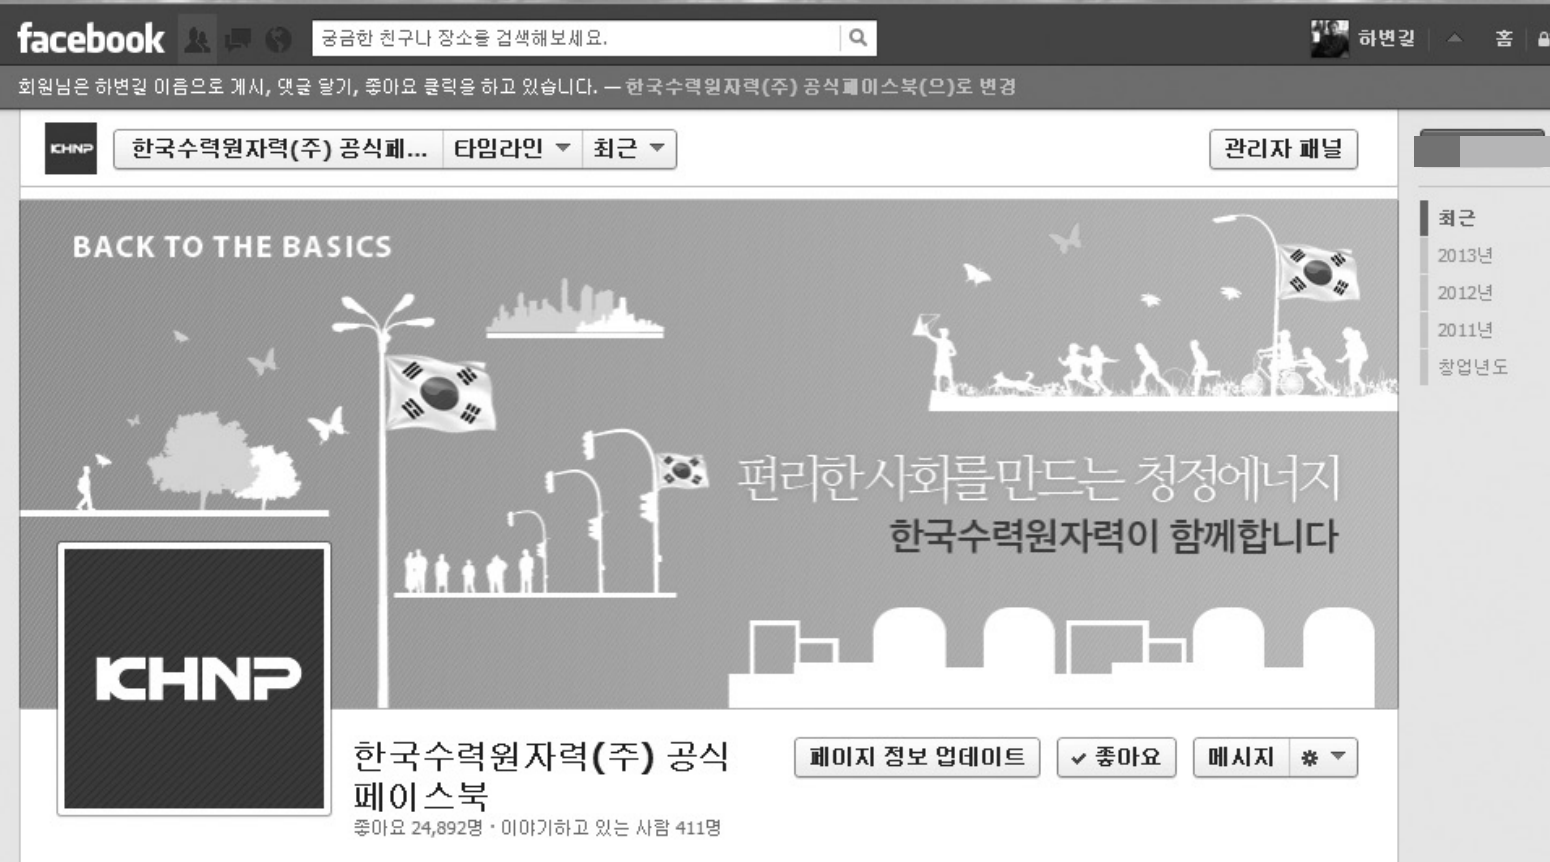 facebook
궁금한 친구나 장소를 검색해보세요.
하변길
홈
회원님은 하변길 이름으로 게시, 댓글 달기, 좋아요 클릭을 하고 있습니다. — 한국수력원자력(주) 공식페이스북(으)로 변경
KHNP
한국수력원자력(주) 공식페...
타임라인
최근
관리자 패널
최근
2013년
2012년
2011년
창업년도
BACK TO THE BASICS
편리한 사회를 만드는 청정에너지
한국수력원자력이 함께합니다
KHNP
한국수력원자력(주) 공식
페이스북
페이지 정보 업데이트
좋아요
메시지
좋아요 24,892명 · 이야기하고 있는 사람 411명